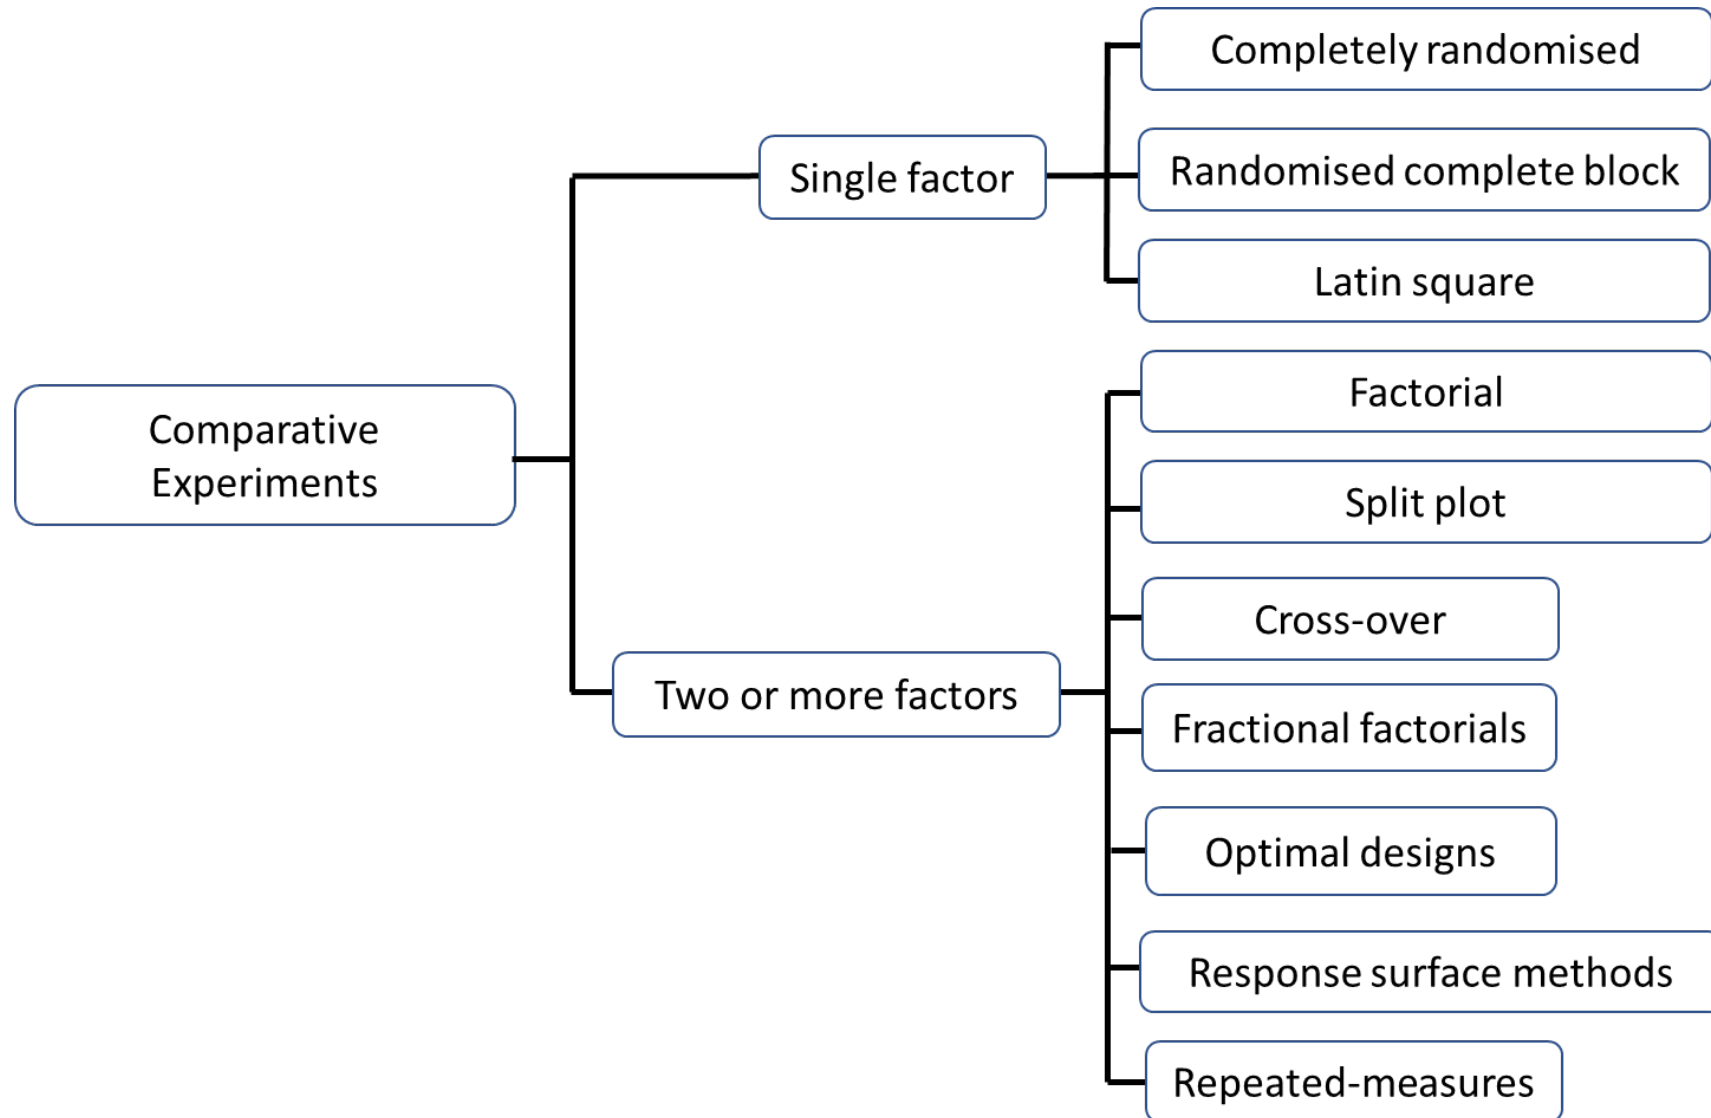 Completely randomised
Single factor
Randomised complete block
Latin square
Comparative
Experiments
Factorial
Split plot
Cross-over
Two or more factors
Fractional factorials
Optimal designs
Response surface methods
Repeated-measures